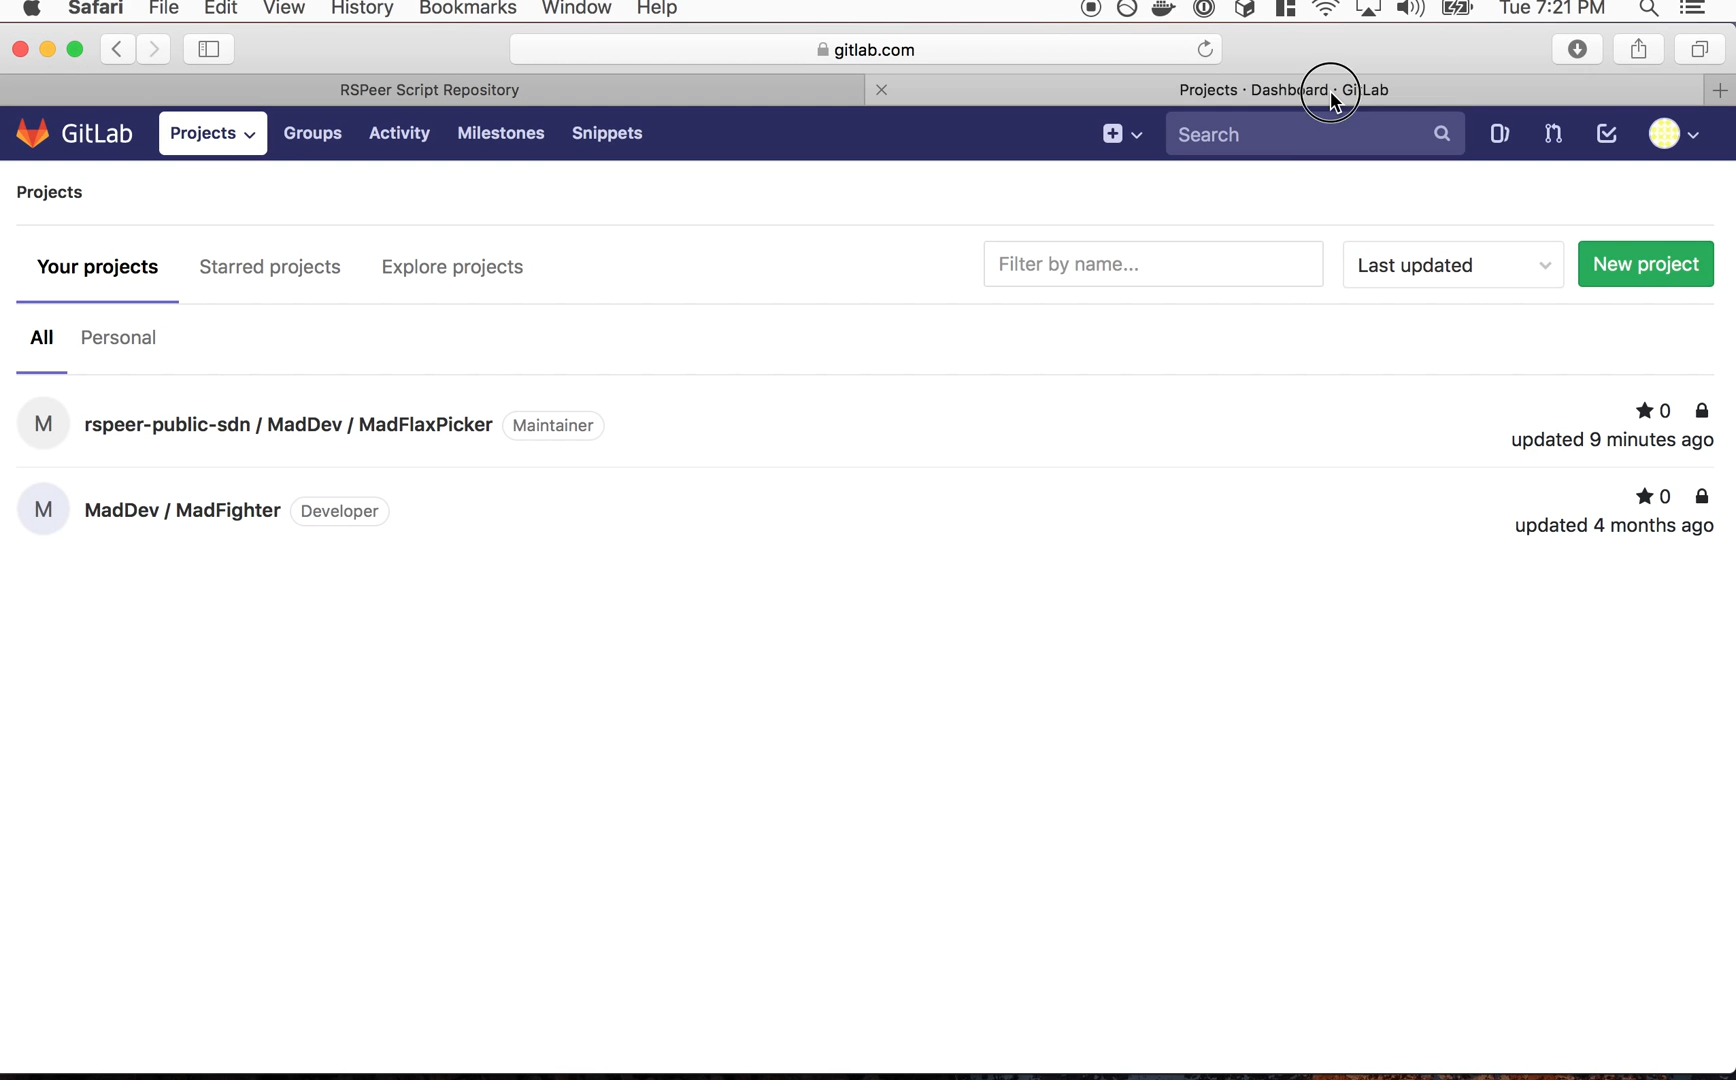 Safari File Edit View History Bookmarks Window Help Tue 7:21 PM
gitlab.com
RSPeer Script Repository Projects · Dashboard · GitLab
GitLab Projects Groups Activity Milestones Snippets Search
Projects
Your projects Starred projects Explore projects Filter by name... Last updated New project
All Personal
M rspeer-public-sdn / MadDev / MadFlaxPicker Maintainer 0
updated 9 minutes ago
M MadDev / MadFighter Developer 0
updated 4 months ago